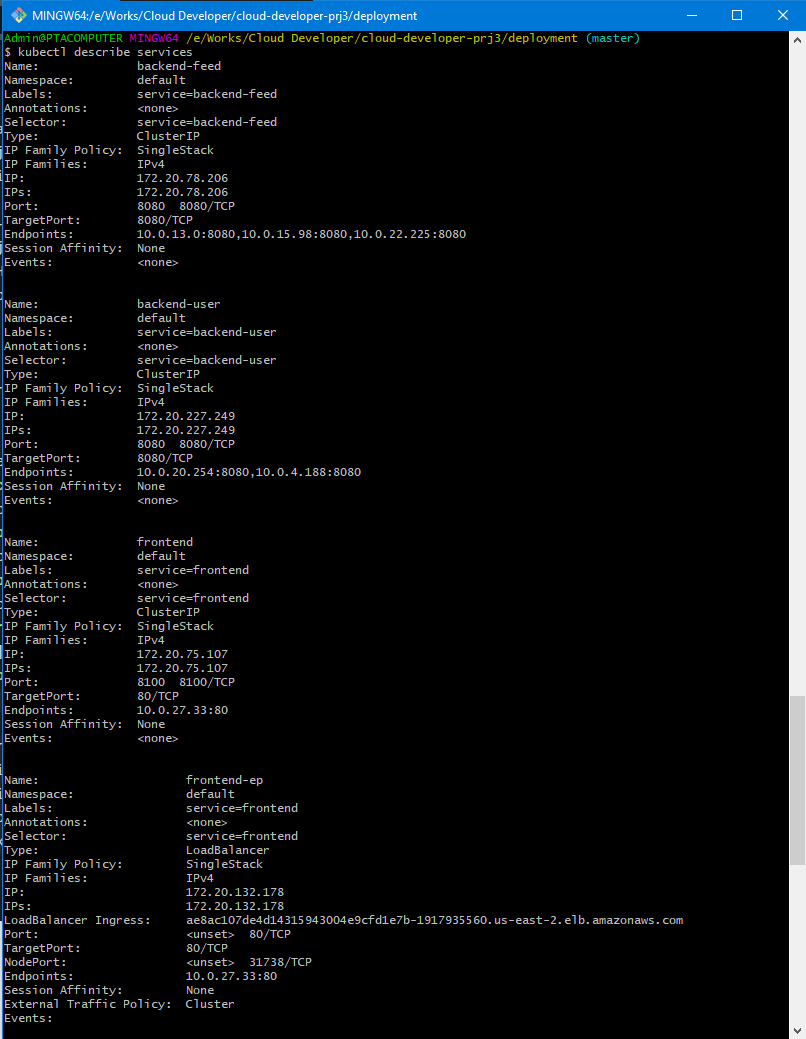 MINGW64:/e/Works/Cloud Developer/cloud-developer-prj3/deployment
Admin@PTACOMPUTER MINGW64 /e/Works/Cloud Developer/cloud-developer-prj3/deployment (master)
$ kubectl describe services
Name:              backend-feed
Namespace:         default
Labels:            service=backend-feed
Annotations:       <none>
Selector:          service=backend-feed
Type:              ClusterIP
IP Family Policy:  SingleStack
IP Families:       IPv4
IP:                172.20.78.206
IPs:               172.20.78.206
Port:              8080  8080/TCP
TargetPort:        8080/TCP
Endpoints:         10.0.13.0:8080,10.0.15.98:8080,10.0.22.225:8080
Session Affinity:  None
Events:            <none>
Name:              backend-user
Namespace:         default
Labels:            service=backend-user
Annotations:       <none>
Selector:          service=backend-user
Type:              ClusterIP
IP Family Policy:  SingleStack
IP Families:       IPv4
IP:                172.20.227.249
IPs:               172.20.227.249
Port:              8080  8080/TCP
TargetPort:        8080/TCP
Endpoints:         10.0.20.254:8080,10.0.4.188:8080
Session Affinity:  None
Events:            <none>
Name:              frontend
Namespace:         default
Labels:            service=frontend
Annotations:       <none>
Selector:          service=frontend
Type:              ClusterIP
IP Family Policy:  SingleStack
IP Families:       IPv4
IP:                172.20.75.107
IPs:               172.20.75.107
Port:              8100  8100/TCP
TargetPort:        80/TCP
Endpoints:         10.0.27.33:80
Session Affinity:  None
Events:            <none>
Name:                     frontend-ep
Namespace:                default
Labels:                   service=frontend
Annotations:              <none>
Selector:                 service=frontend
Type:                     LoadBalancer
IP Family Policy:         SingleStack
IP Families:              IPv4
IP:                       172.20.132.178
IPs:                      172.20.132.178
LoadBalancer Ingress:     ae8ac107de4d14315943004e9cfd1e7b-1917935560.us-east-2.elb.amazonaws.com
Port:                     <unset>  80/TCP
TargetPort:               80/TCP
NodePort:                 <unset>  31738/TCP
Endpoints:                10.0.27.33:80
Session Affinity:         None
External Traffic Policy:  Cluster
Events: